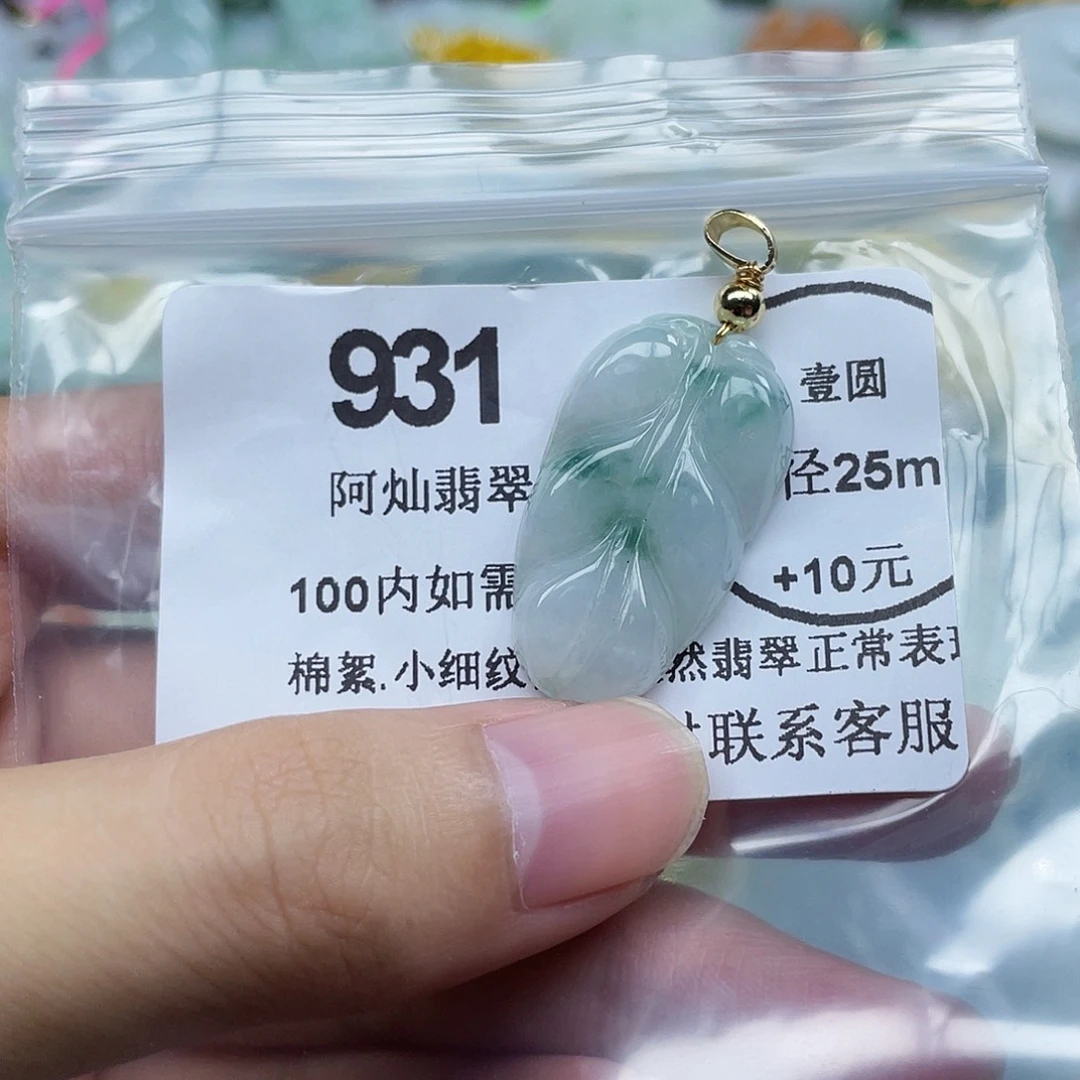 931
壹圆
阿灿翡翠
径25m
100内如需
+10元
棉絮.小细纹
然翡翠正常表
联系客服